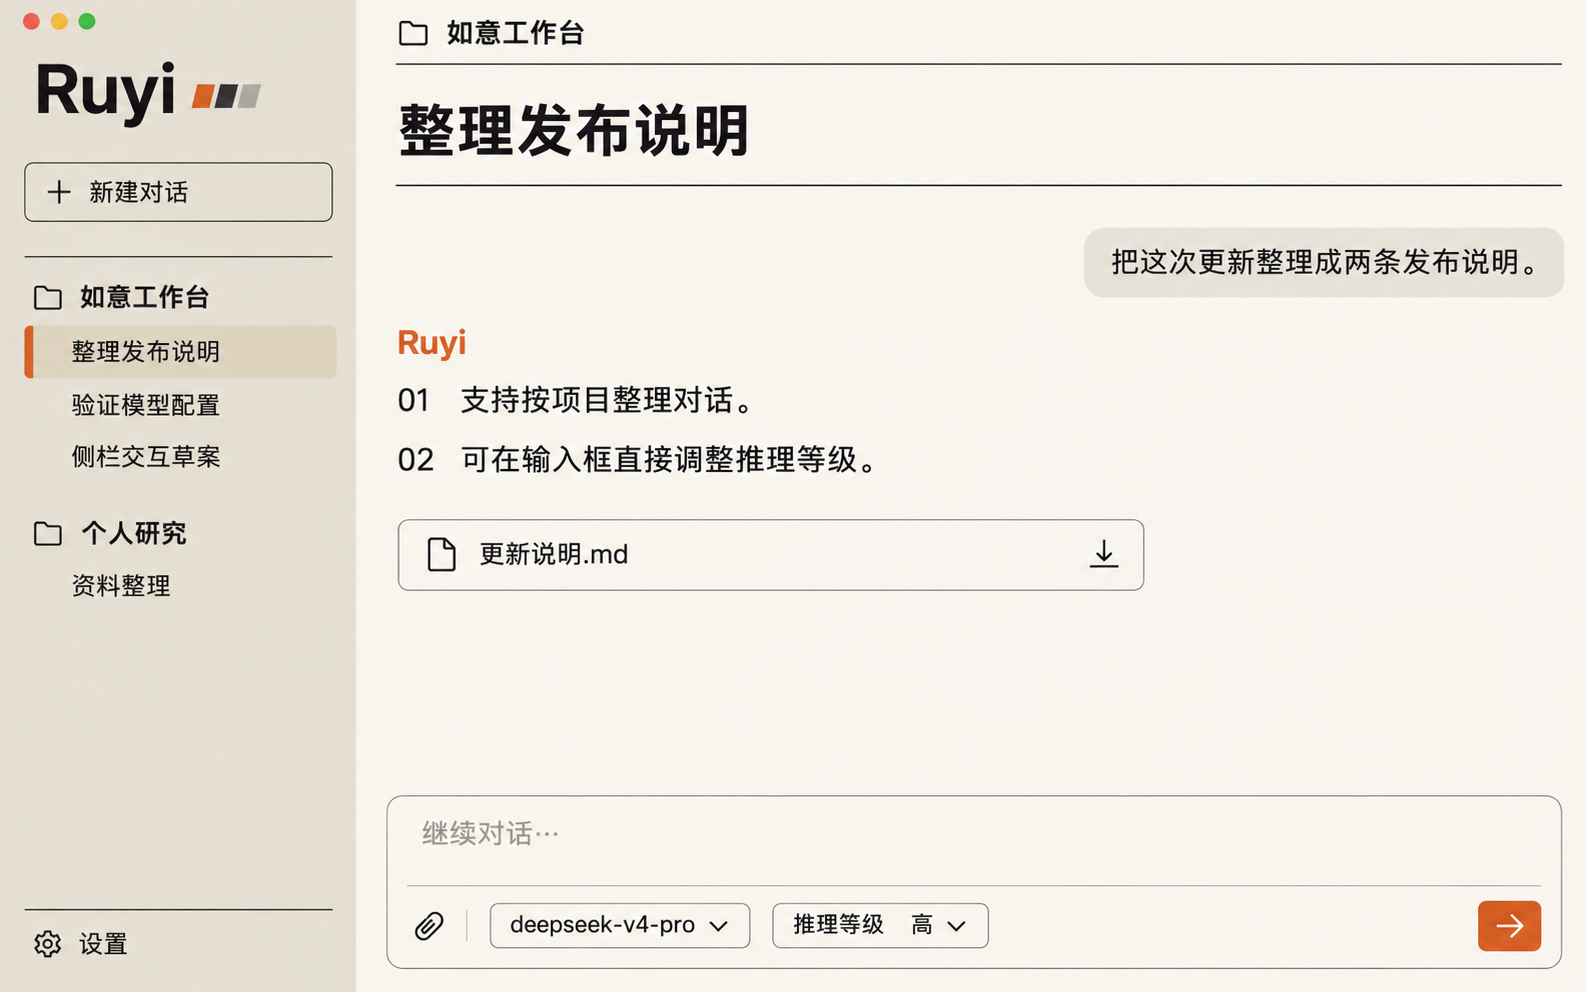 Ruyi
新建对话
如意工作台
整理发布说明
验证模型配置
侧栏交互草案
个人研究
资料整理
设置
如意工作台
整理发布说明
把这次更新整理成两条发布说明。
Ruyi
01 支持按项目整理对话。
02 可在输入框直接调整推理等级。
更新说明.md
继续对话…
deepseek-v4-pro
推理等级 高